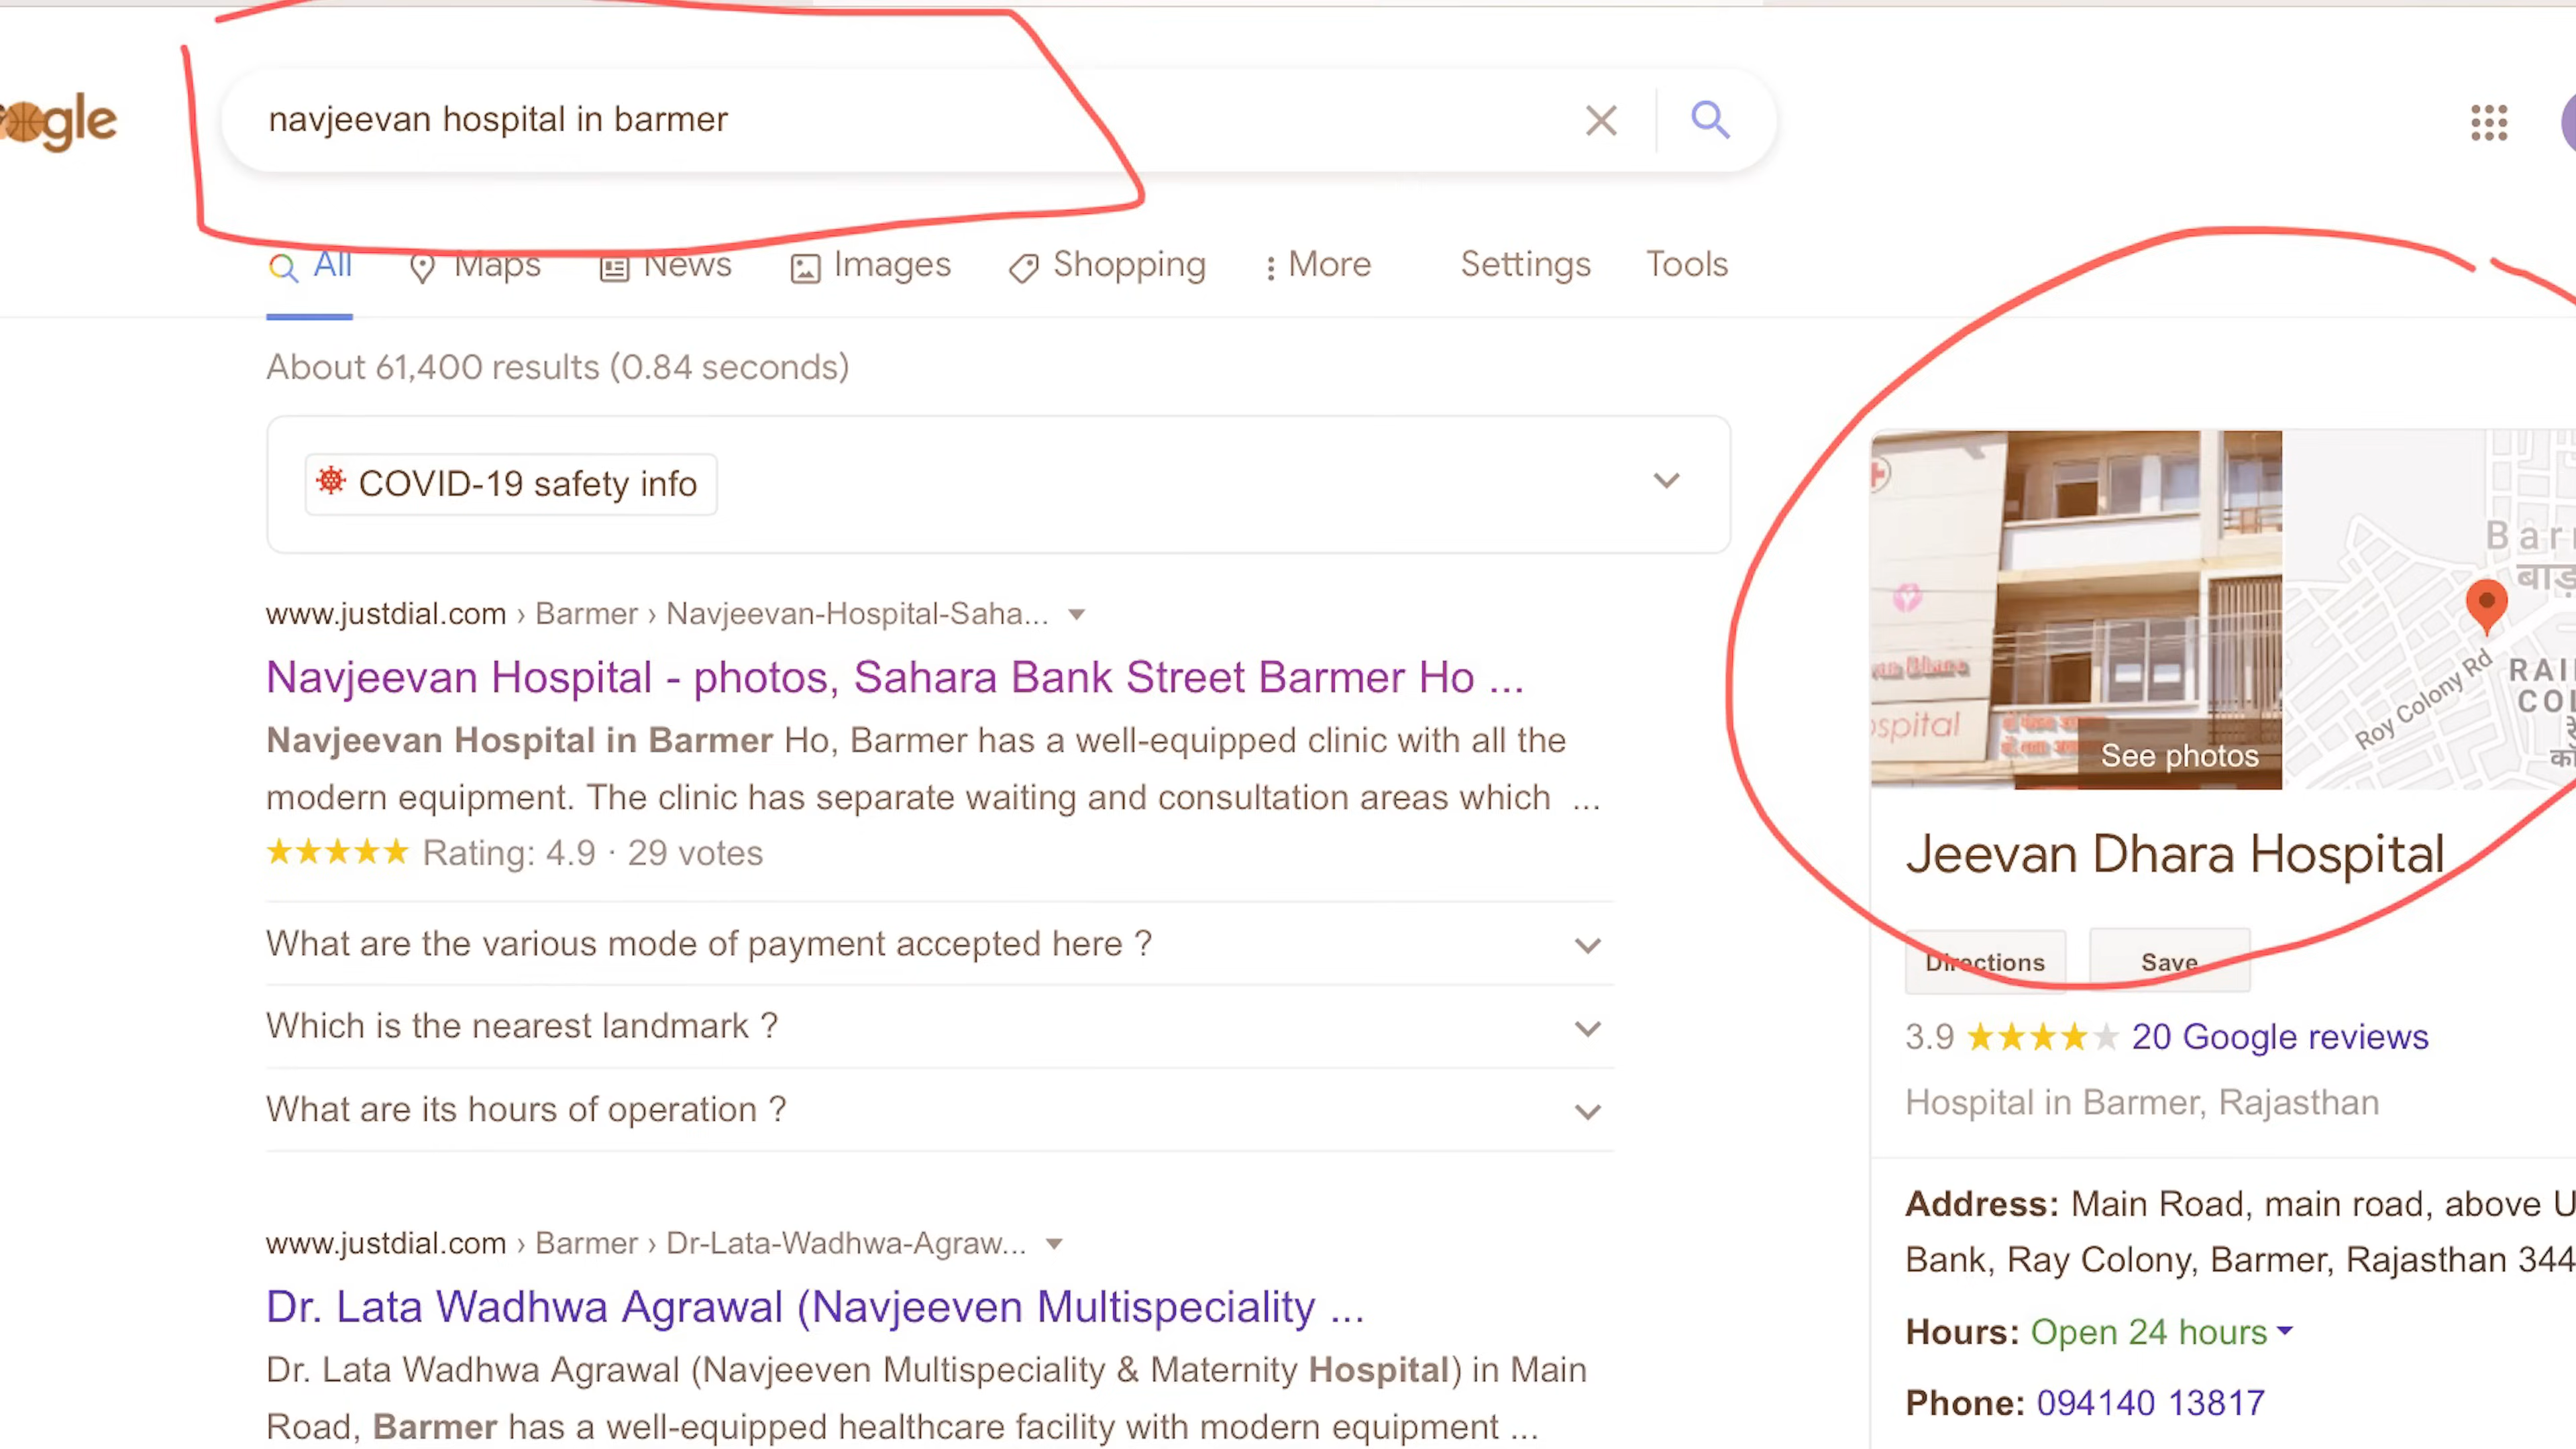 ogle
navjeevan hospital in barmer
All Maps News Images Shopping More Settings Tools
About 61,400 results (0.84 seconds)
COVID-19 safety info
www.justdial.com › Barmer › Navjeevan-Hospital-Saha...
Navjeevan Hospital - photos, Sahara Bank Street Barmer Ho ...
Navjeevan Hospital in Barmer Ho, Barmer has a well-equipped clinic with all the
modern equipment. The clinic has separate waiting and consultation areas which ...
Rating: 4.9 · 29 votes
What are the various mode of payment accepted here ?
Which is the nearest landmark ?
What are its hours of operation ?
www.justdial.com › Barmer › Dr-Lata-Wadhwa-Agraw...
Dr. Lata Wadhwa Agrawal (Navjeeven Multispeciality ...
Dr. Lata Wadhwa Agrawal (Navjeeven Multispeciality & Maternity Hospital) in Main
Road, Barmer has a well-equipped healthcare facility with modern equipment ...
an Dhara
spital
See photos
Roy Colony Rd
Jeevan Dhara Hospital
Directions Save
3.9 20 Google reviews
Hospital in Barmer, Rajasthan
Address: Main Road, main road, above U
Bank, Ray Colony, Barmer, Rajasthan 344
Hours: Open 24 hours
Phone: 094140 13817